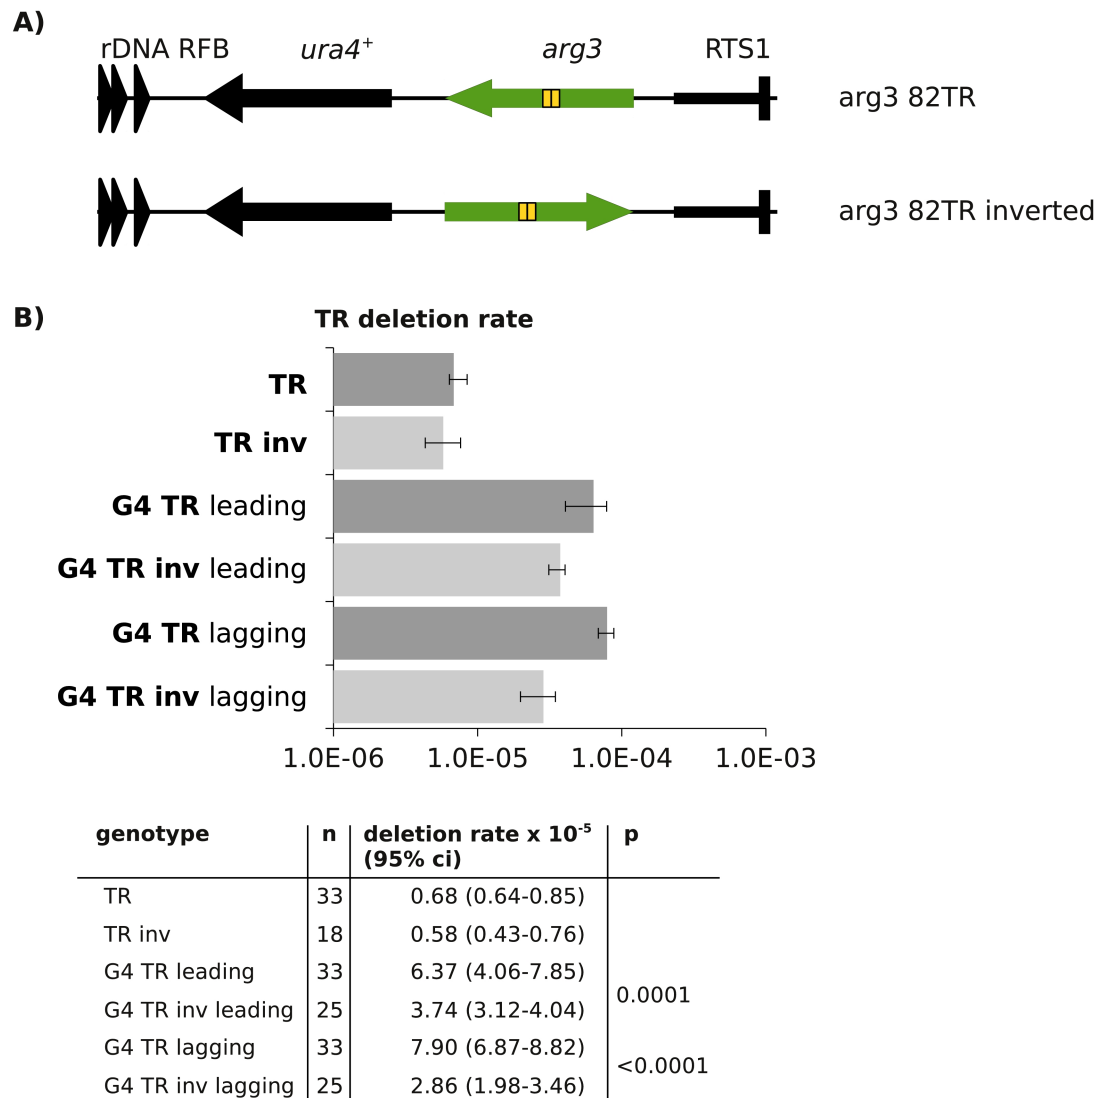 A)
rDNA RFB ura4+ arg3 RTS1
arg3 82TR
arg3 82TR inverted
B)
TR deletion rate
TR
TR inv
G4 TR leading
G4 TR inv leading
G4 TR lagging
G4 TR inv lagging
1.0E-06 1.0E-05 1.0E-04 1.0E-03
genotype n deletion rate x 10-5 (95% ci) p
TR 33 0.68 (0.64-0.85)
TR inv 18 0.58 (0.43-0.76)
G4 TR leading 33 6.37 (4.06-7.85)
0.0001
G4 TR inv leading 25 3.74 (3.12-4.04)
G4 TR lagging 33 7.90 (6.87-8.82)
<0.0001
G4 TR inv lagging 25 2.86 (1.98-3.46)